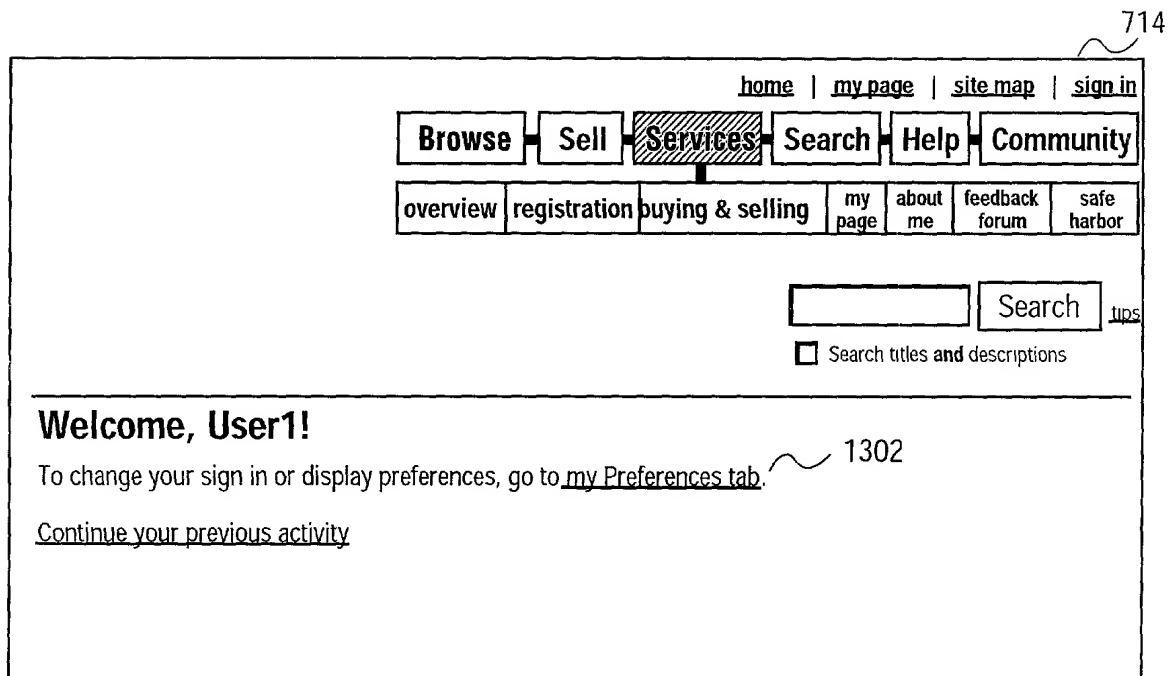 714
home | my page | site map | sign in
Browse Sell Services Search Help Community
overview registration buying & selling my page about me feedback forum safe harbor
Search tips
Search titles and descriptions
Welcome, User1!
To change your sign in or display preferences, go to my Preferences tab. 1302
Continue your previous activity